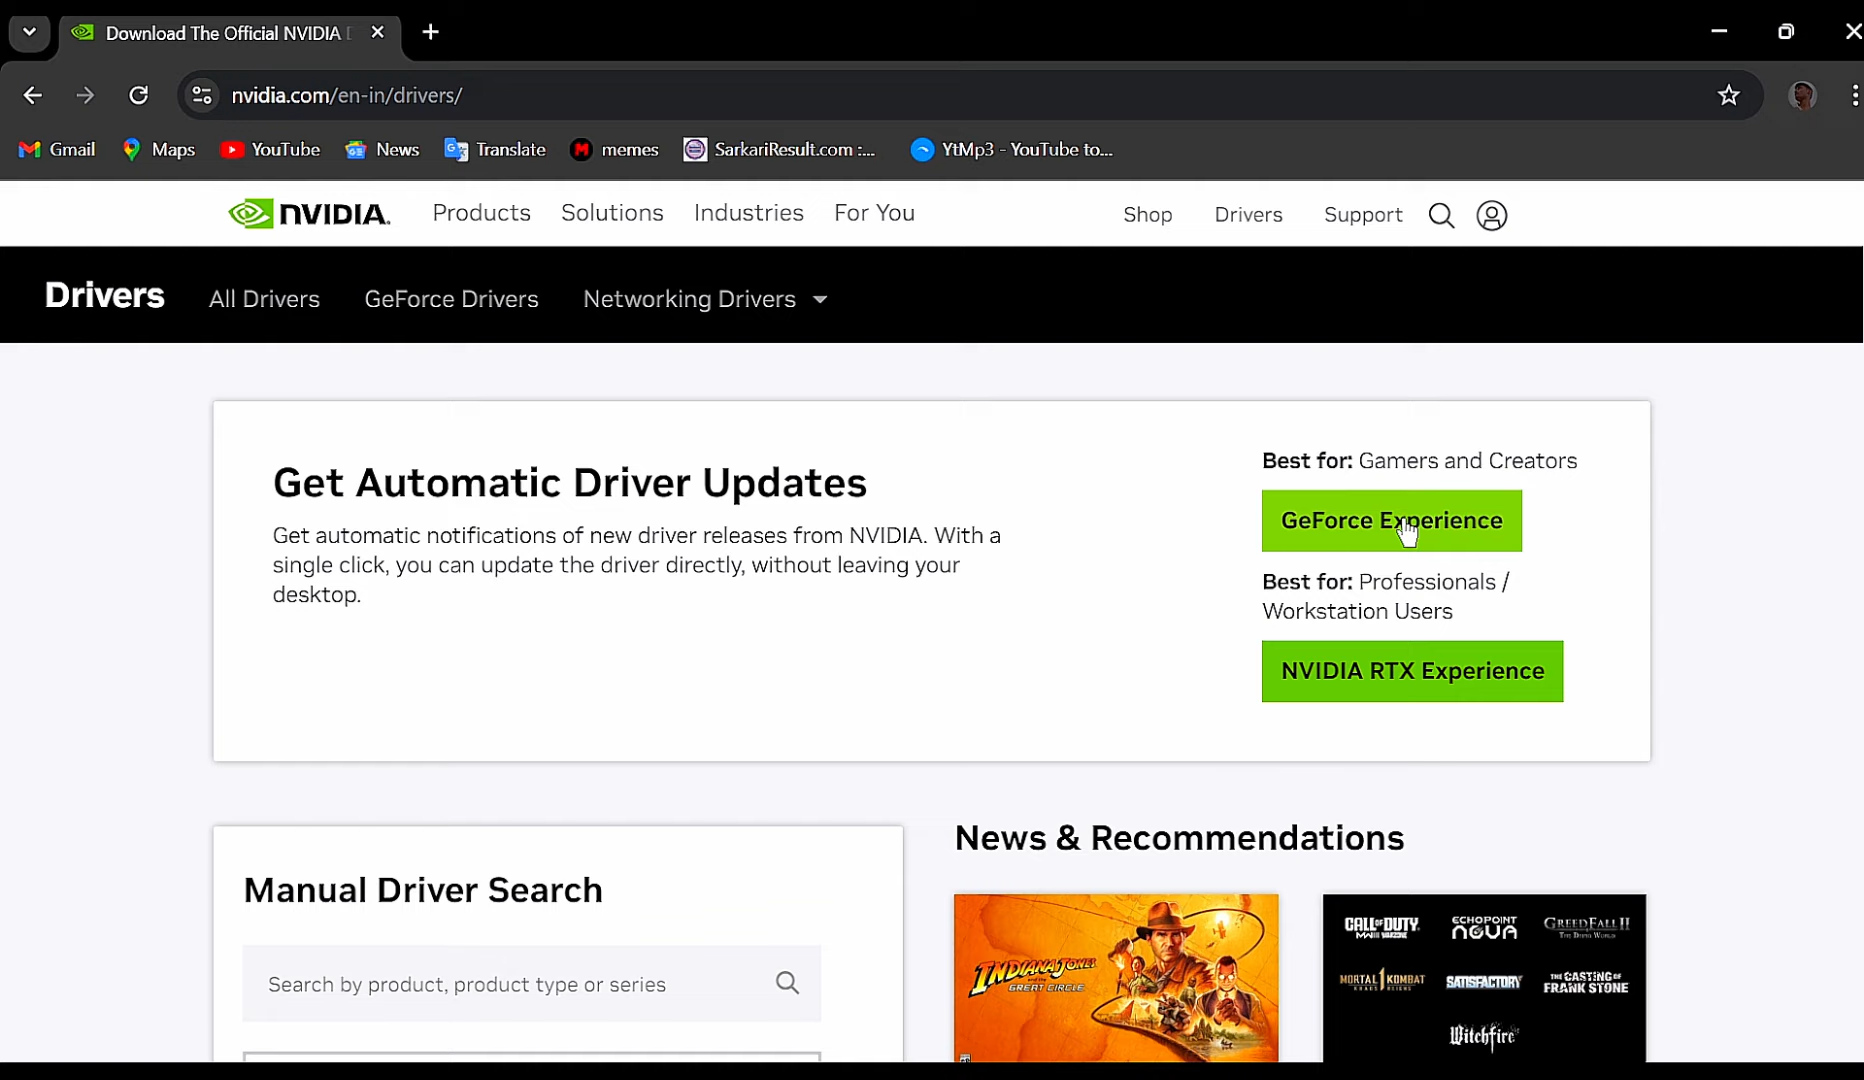 Download The Official NVIDIA D
nvidia.com/en-in/drivers/
Gmail Maps YouTube News Translate memes SarkariResult.com :... YtMp3 - YouTube to...
NVIDIA. Products Solutions Industries For You Shop Drivers Support
Drivers All Drivers GeForce Drivers Networking Drivers
Best for: Gamers and Creators
Get Automatic Driver Updates
GeForce Experience
Get automatic notifications of new driver releases from NVIDIA. With a
single click, you can update the driver directly, without leaving your
desktop.
Best for: Professionals /
Workstation Users
NVIDIA RTX Experience
Manual Driver Search
Search by product, product type or series
News & Recommendations
INDIANA JONES
GREAT CIRCLE
CALL OF DUTY ECHOPOINT NOVA GREEDFALL II
MORTAL KOMBAT 1 SATISFACTORY THE CASTING OF FRANK STONE
Witchfire